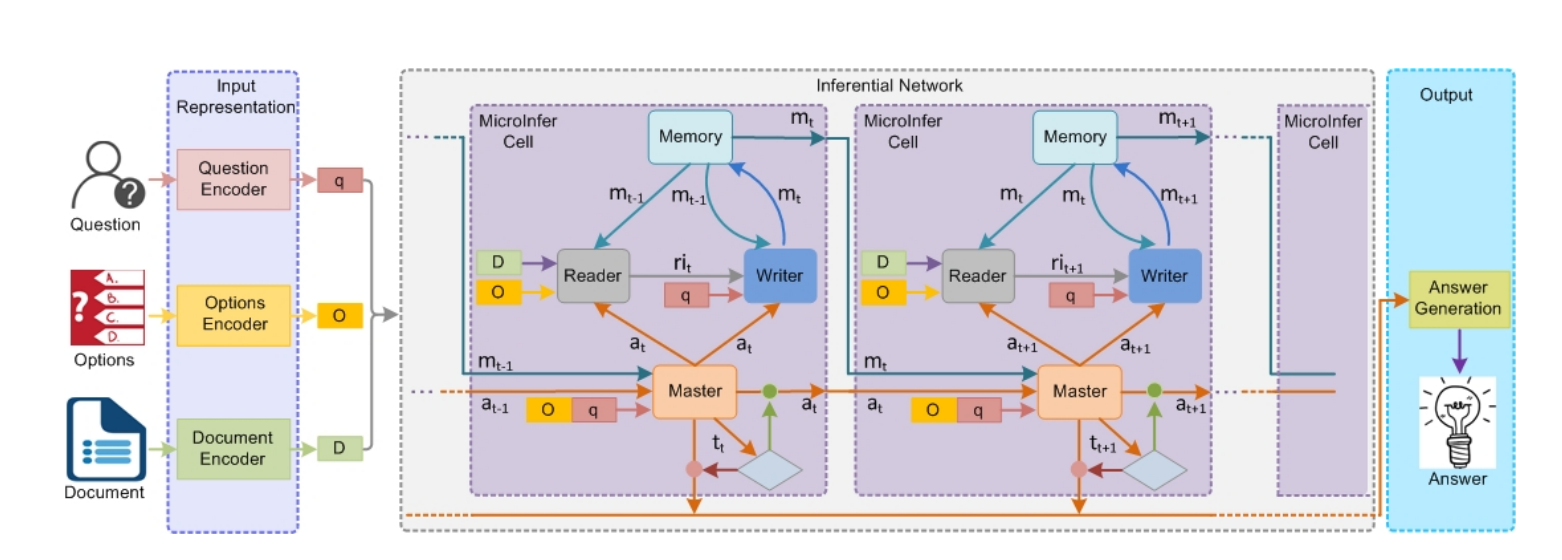 Input
Representation
Question
Encoder
q
?
Question
A.
B.
C.
D.
?
Options
Options
Encoder
O
Document
Document
Encoder
D
Inferential Network
MicroInfer
Cell
Memory
m_t
m_{t-1}
m_{t-1}
m_t
D
O
Reader
ri_t
q
Writer
a_t
a_t
m_{t-1}
a_{t-1}
O
q
Master
a_t
t_t
MicroInfer
Cell
Memory
m_{t+1}
m_t
m_t
m_{t+1}
D
O
Reader
ri_{t+1}
q
Writer
a_{t+1}
a_{t+1}
m_t
a_t
O
q
Master
a_{t+1}
t_{t+1}
MicroInfer
Cell
Output
Answer
Generation
Answer